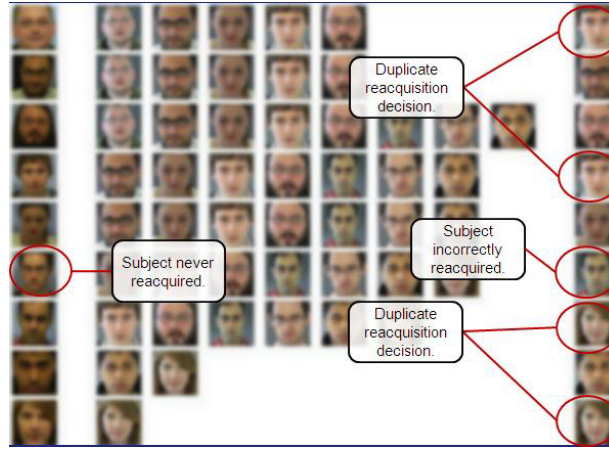 Duplicate
reacquisition
decision.
Subject
incorrectly
reacquired.
Subject never
reacquired.
Duplicate
reacquisition
decision.